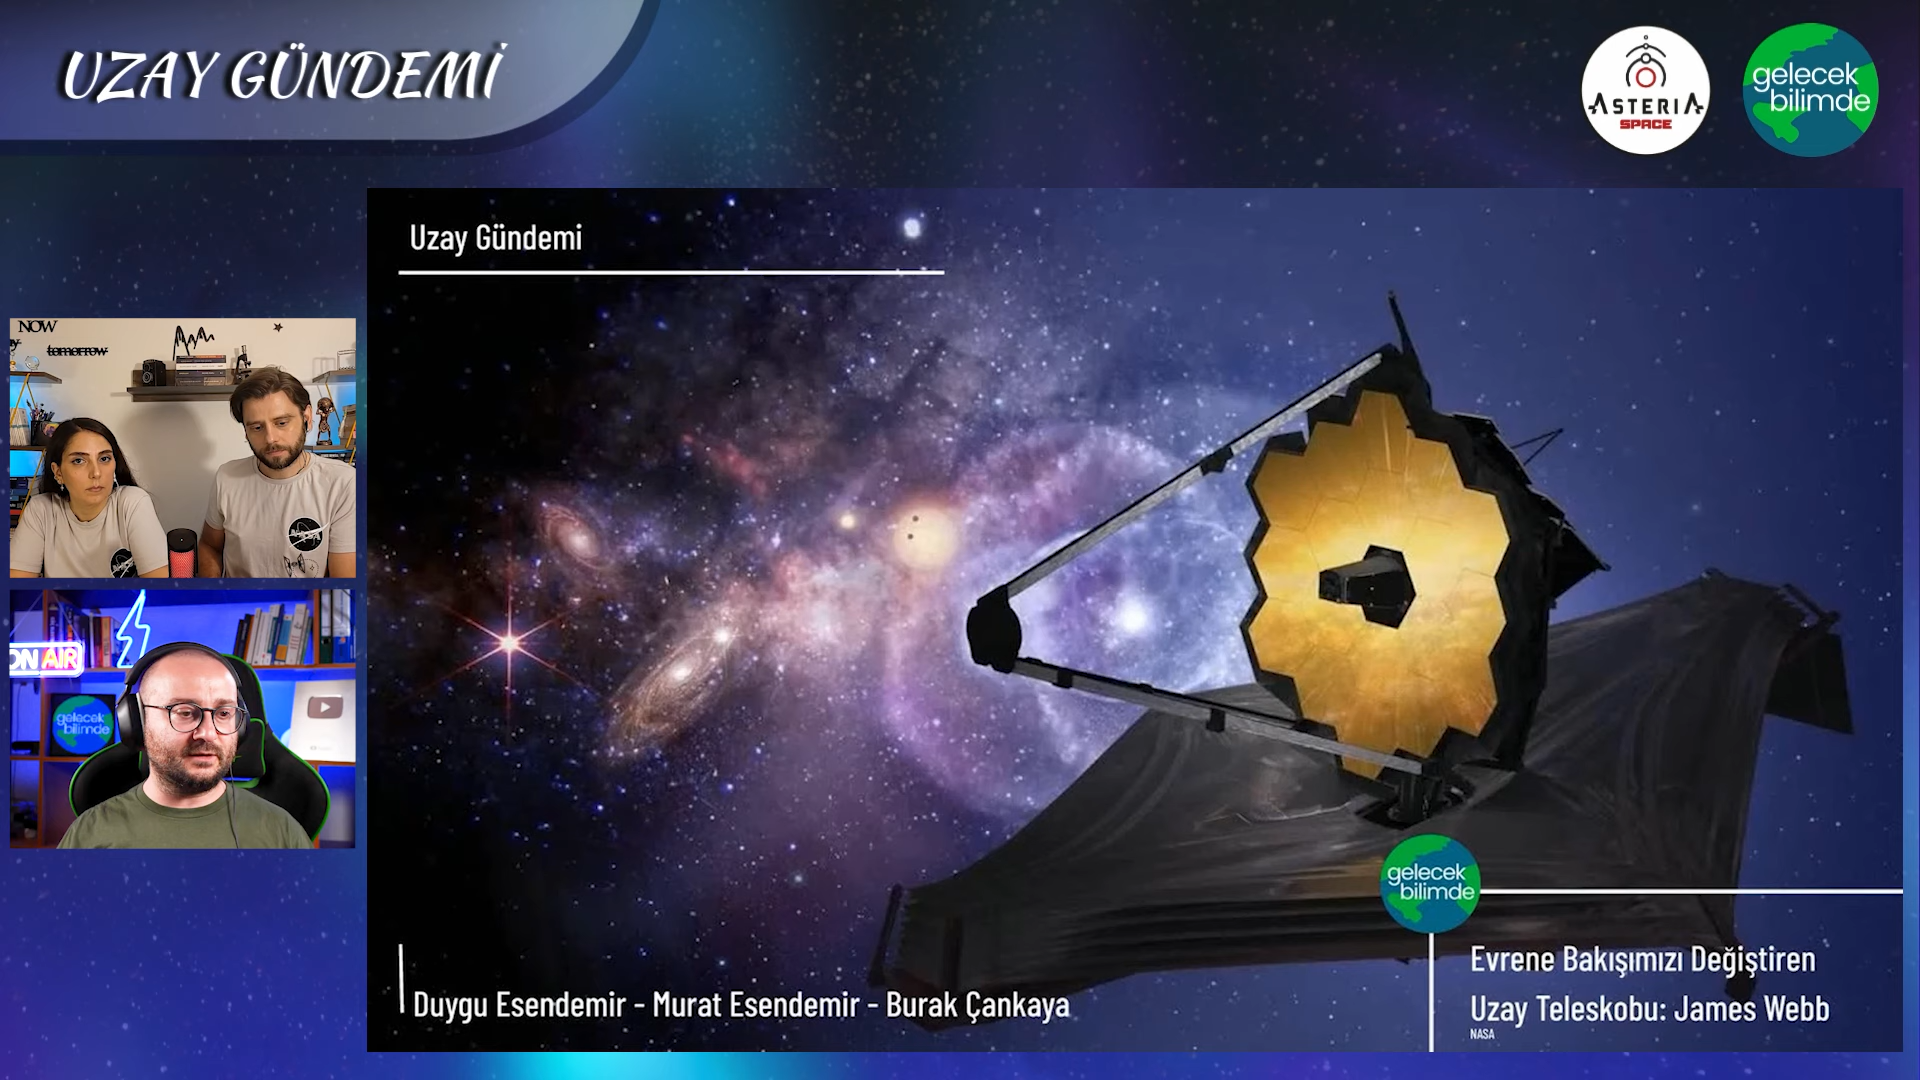 UZAY GÜNDEMİ
ASTERIA
SPACE
gelecek
bilimde
Uzay Gündemi
NOW
tomorrow
ON AIR
gelecek
bilimde
gelecek
bilimde
Evrene Bakışımızı Değiştiren
Uzay Teleskobu: James Webb
NASA
Duygu Esendemir - Murat Esendemir - Burak Çankaya